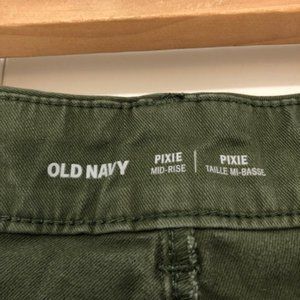 OLD NAVY
PIXIE
MID-RISE
PIXIE
TAILLE MI-BASSE